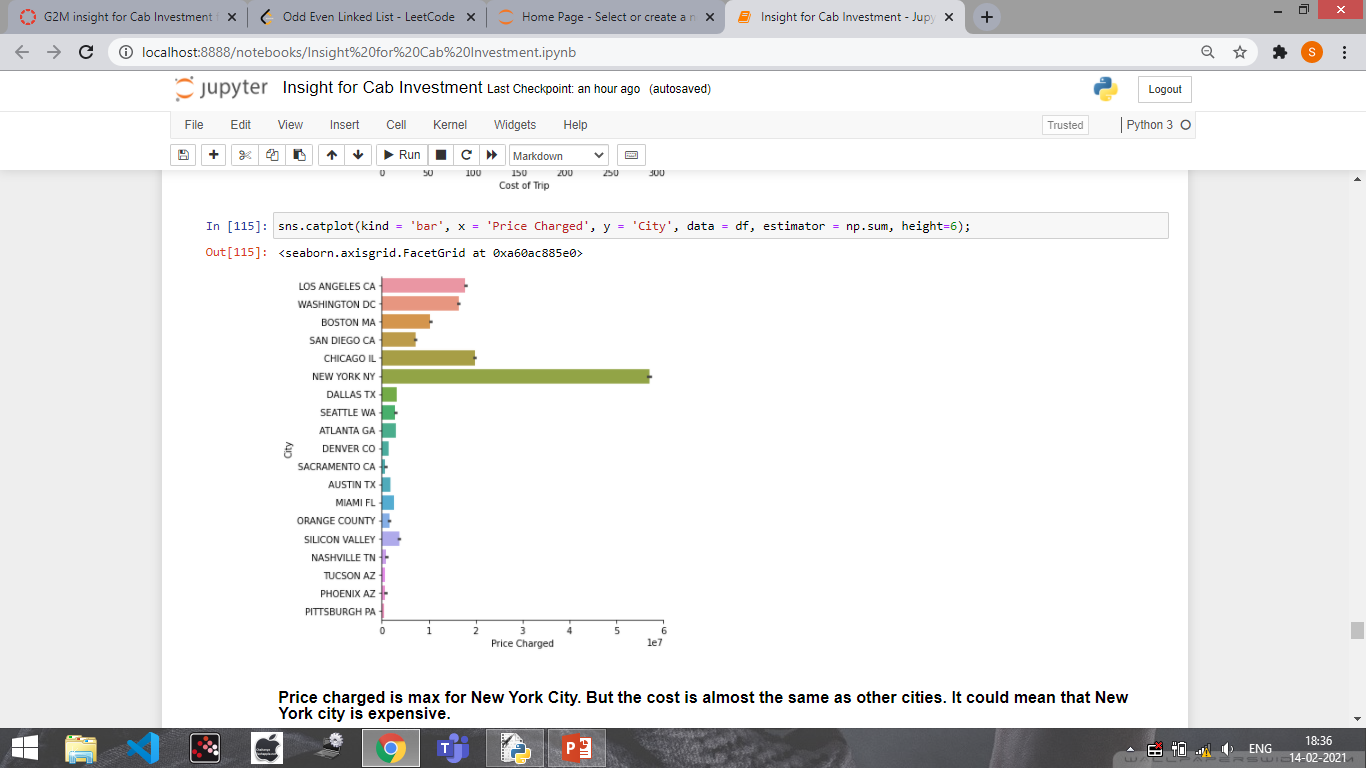 G2M insight for Cab Investment
Odd Even Linked List - LeetCode
Home Page - Select or create a n
Insight for Cab Investment - Jupy
localhost:8888/notebooks/Insight%20for%20Cab%20Investment.ipynb
S
jupyter Insight for Cab Investment Last Checkpoint: an hour ago (autosaved)
Logout
File Edit View Insert Cell Kernel Widgets Help
Trusted Python 3
Run Markdown
0 50 100 150 200 250 300
Cost of Trip
In [115]: sns.catplot(kind = 'bar', x = 'Price Charged', y = 'City', data = df, estimator = np.sum, height=6);
Out[115]: <seaborn.axisgrid.FacetGrid at 0xa60ac885e0>
LOS ANGELES CA
WASHINGTON DC
BOSTON MA
SAN DIEGO CA
CHICAGO IL
NEW YORK NY
DALLAS TX
SEATTLE WA
ATLANTA GA
DENVER CO
City
SACRAMENTO CA
AUSTIN TX
MIAMI FL
ORANGE COUNTY
SILICON VALLEY
NASHVILLE TN
TUCSON AZ
PHOENIX AZ
PITTSBURGH PA
0 1 2 3 4 5 6
Price Charged
1e7
Price charged is max for New York City. But the cost is almost the same as other cities. It could mean that New
York city is expensive.
ENG
18:36
14-02-2021